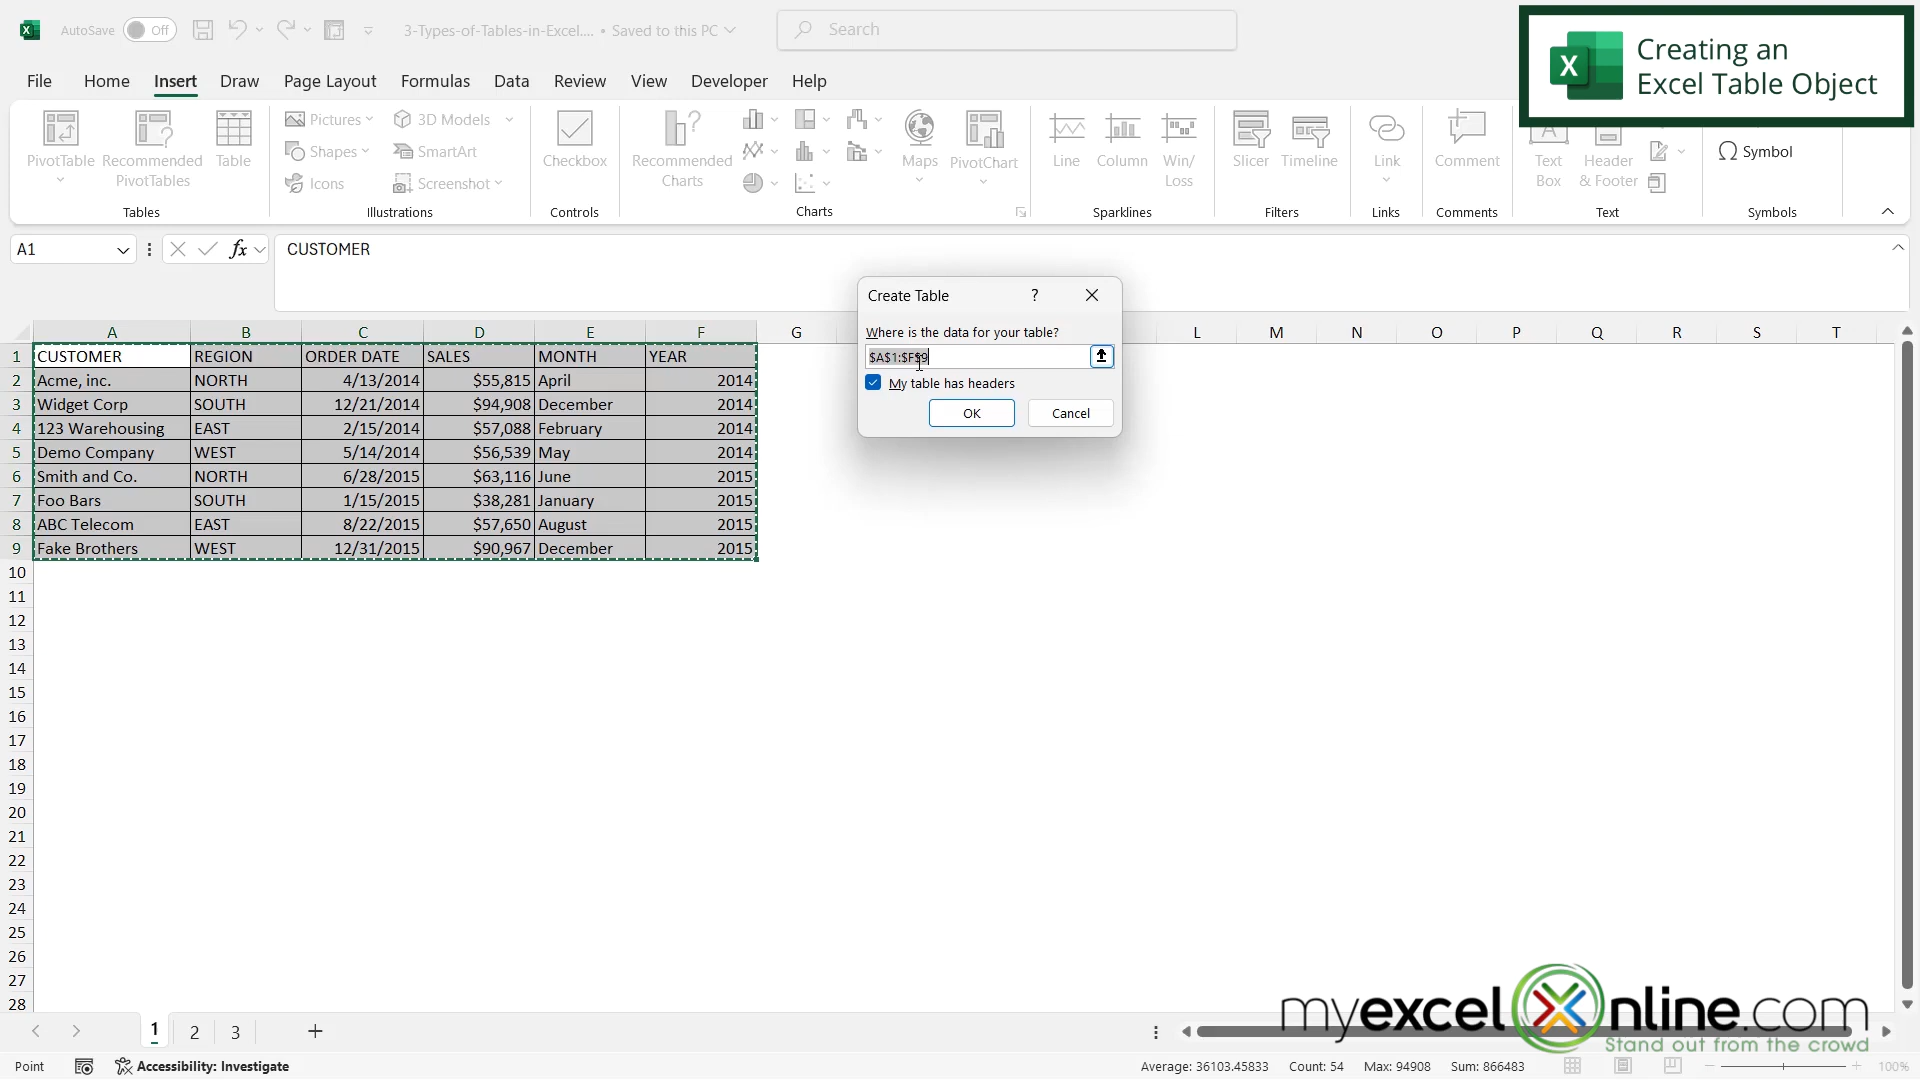 AutoSave Off 3-Types-of-Tables-in-Excel.... • Saved to this PC Search
Creating an
Excel Table Object
File Home Insert Draw Page Layout Formulas Data Review View Developer Help
PivotTable Recommended PivotTables Table
Pictures 3D Models
Shapes SmartArt
Icons Screenshot
Checkbox Recommended Charts Maps PivotChart
Line Column Win/ Loss
Slicer Timeline Link Comment
Text Box Header & Footer Symbol
Tables Illustrations Controls Charts Sparklines Filters Links Comments Text Symbols
A1 fx CUSTOMER
Create Table ?
Where is the data for your table?
$A$1:$F$9
My table has headers
OK Cancel
A B C D E F G L M N O P Q R S T
1 CUSTOMER REGION ORDER DATE SALES MONTH YEAR
2 Acme, inc. NORTH 4/13/2014 $55,815 April 2014
3 Widget Corp SOUTH 12/21/2014 $94,908 December 2014
4 123 Warehousing EAST 2/15/2014 $57,088 February 2014
5 Demo Company WEST 5/14/2014 $56,539 May 2014
6 Smith and Co. NORTH 6/28/2015 $63,116 June 2015
7 Foo Bars SOUTH 1/15/2015 $38,281 January 2015
8 ABC Telecom EAST 8/22/2015 $57,650 August 2015
9 Fake Brothers WEST 12/31/2015 $90,967 December 2015
10
11
12
13
14
15
16
17
18
19
20
21
22
23
24
25
26
27
28
myexcelonline.com
Stand out from the crowd
1 2 3
Point Accessibility: Investigate Average: 36103.45833 Count: 54 Max: 94908 Sum: 866483 100%